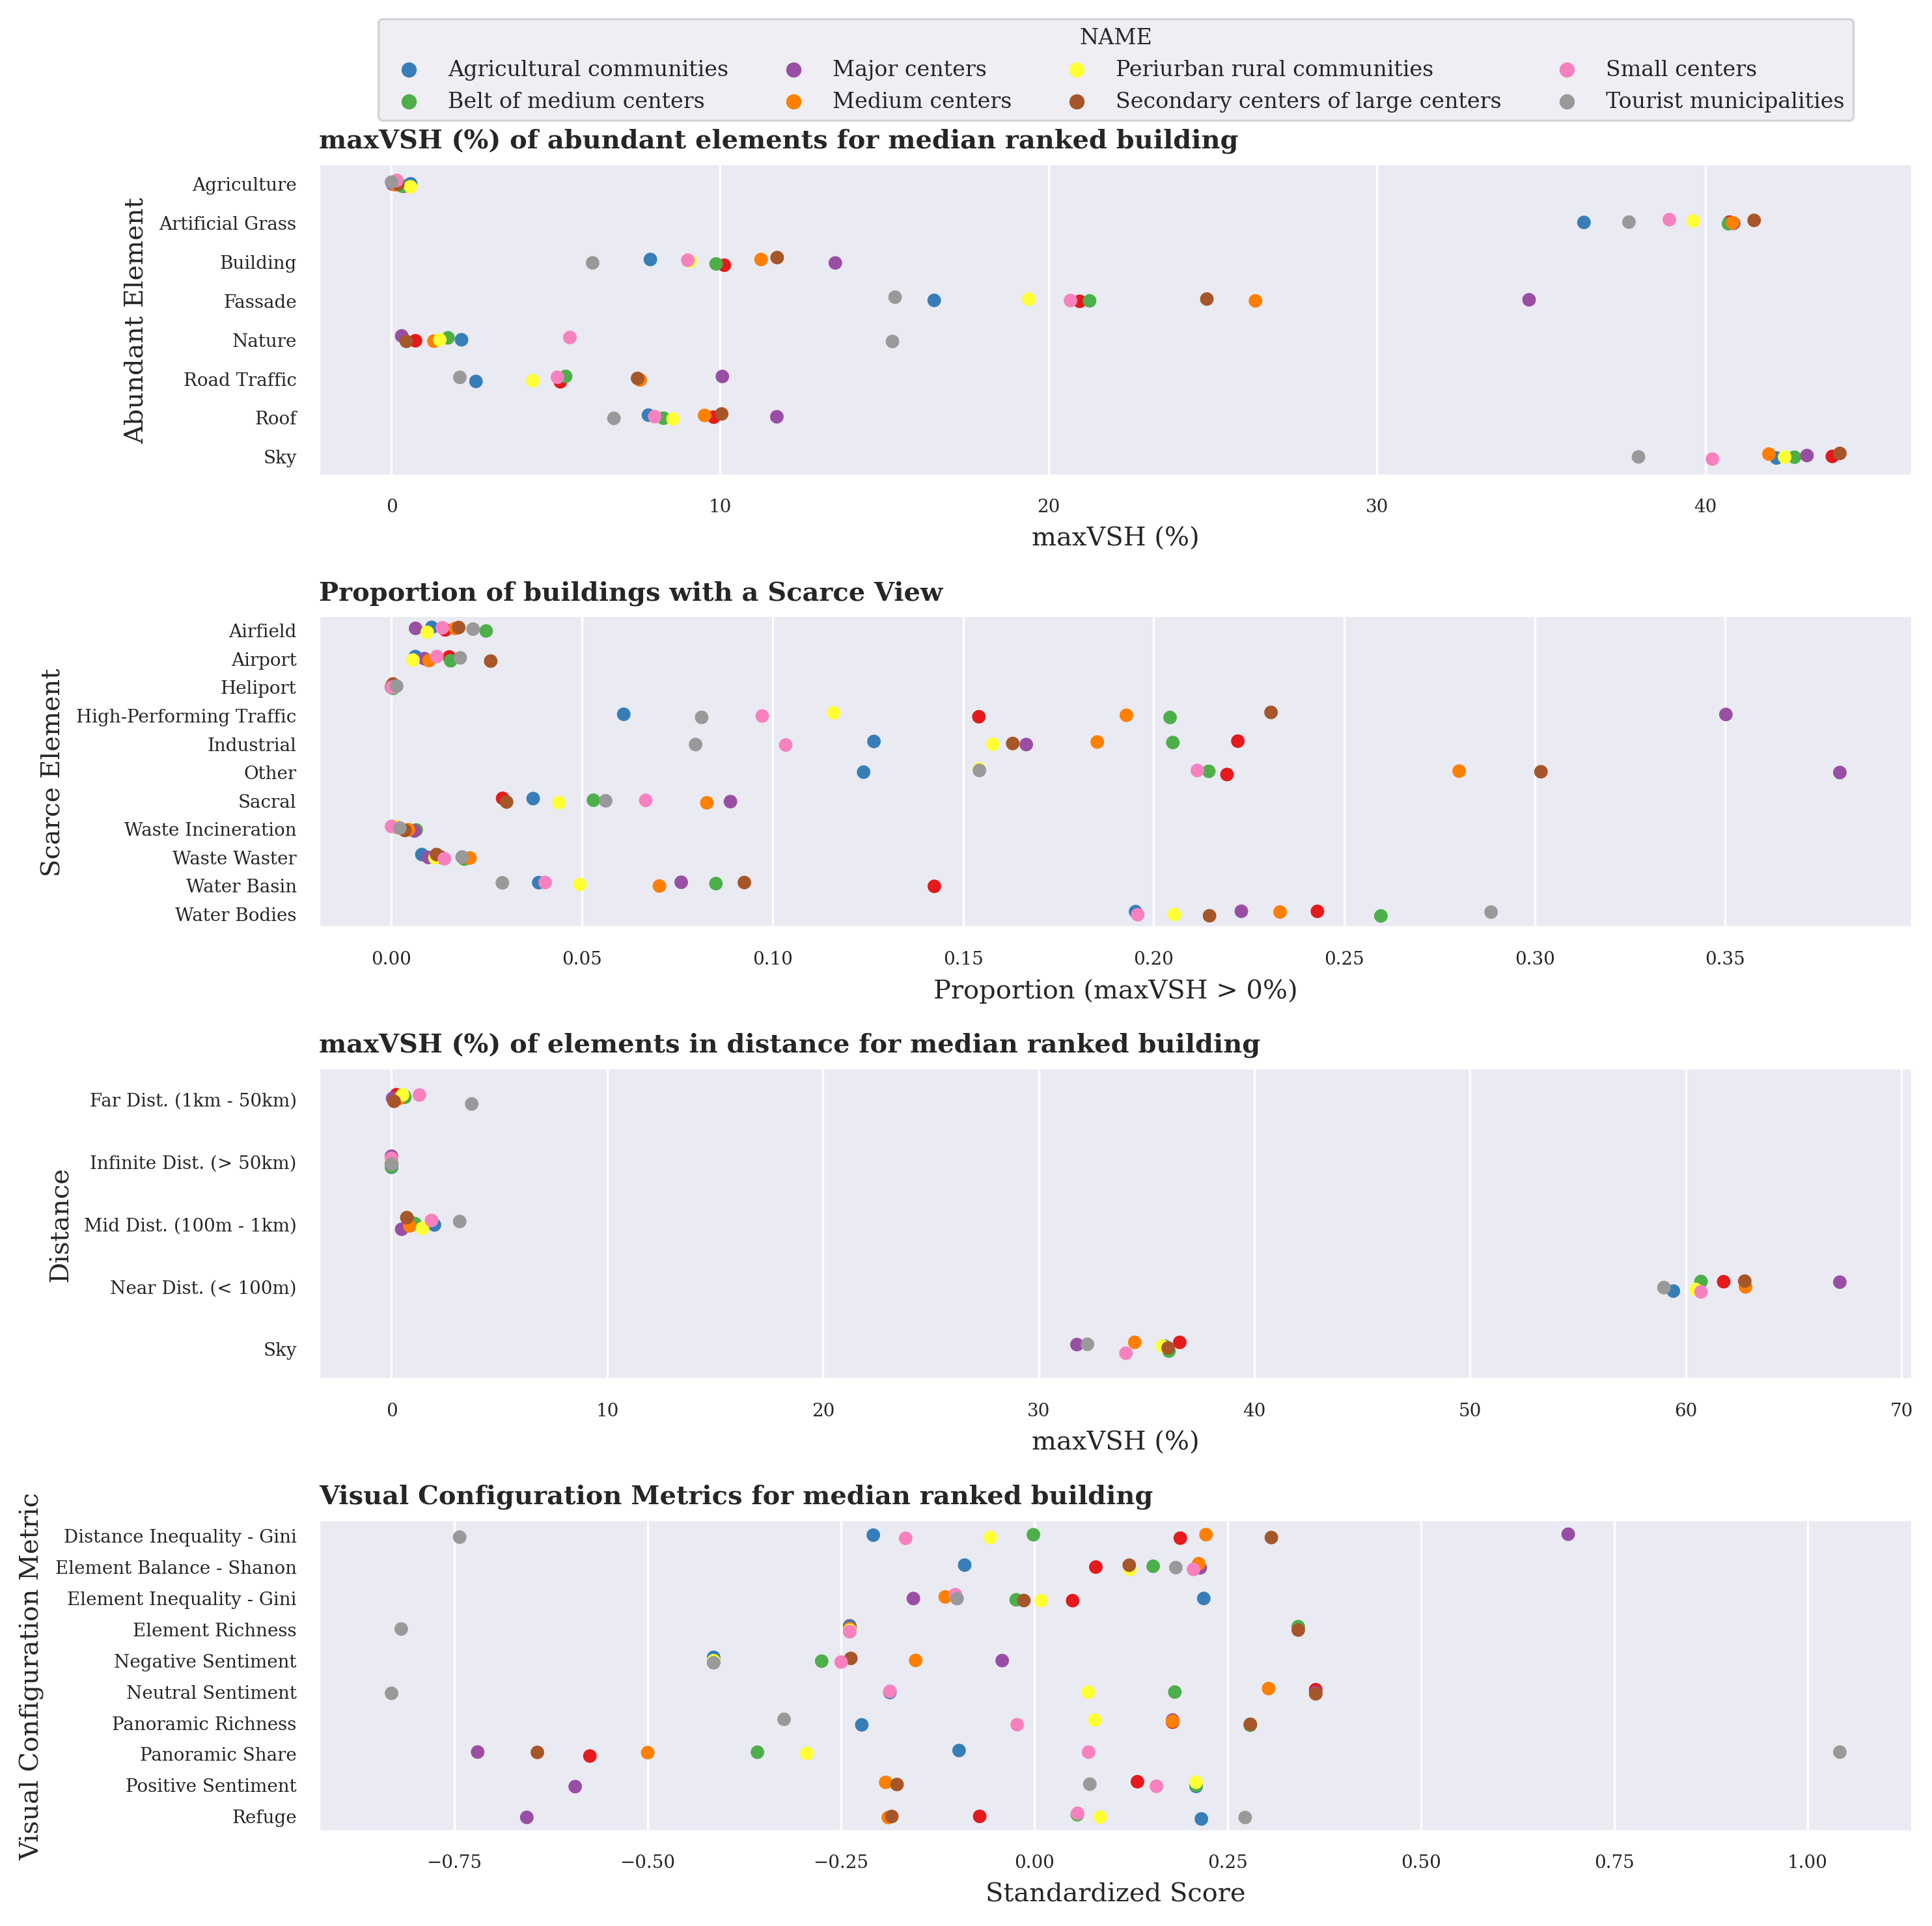 NAME
Agricultural communities
Major centers
Periurban rural communities
Small centers
Belt of medium centers
Medium centers
Secondary centers of large centers
Tourist municipalities
maxVSH (%) of abundant elements for median ranked building
Abundant Element
Agriculture
Artificial Grass
Building
Fassade
Nature
Road Traffic
Roof
Sky
0 10 20 30 40
maxVSH (%)
Proportion of buildings with a Scarce View
Scarce Element
Airfield
Airport
Heliport
High-Performing Traffic
Industrial
Other
Sacral
Waste Incineration
Waste Waster
Water Basin
Water Bodies
0.00 0.05 0.10 0.15 0.20 0.25 0.30 0.35
Proportion (maxVSH > 0%)
maxVSH (%) of elements in distance for median ranked building
Distance
Far Dist. (1km - 50km)
Infinite Dist. (> 50km)
Mid Dist. (100m - 1km)
Near Dist. (< 100m)
Sky
0 10 20 30 40 50 60 70
maxVSH (%)
Visual Configuration Metrics for median ranked building
Visual Configuration Metric
Distance Inequality - Gini
Element Balance - Shanon
Element Inequality - Gini
Element Richness
Negative Sentiment
Neutral Sentiment
Panoramic Richness
Panoramic Share
Positive Sentiment
Refuge
−0.75 −0.50 −0.25 0.00 0.25 0.50 0.75 1.00
Standardized Score